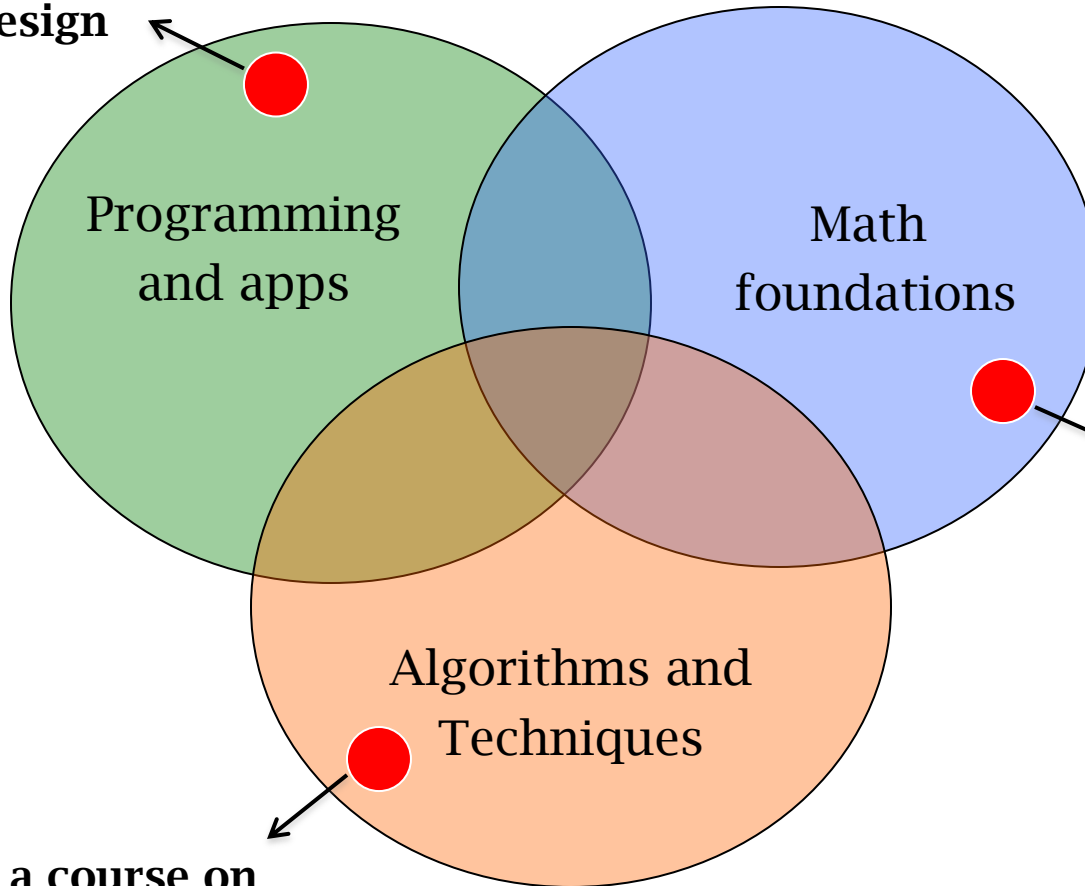 esign
Programming
and apps
Math
foundations
Algorithms and
Techniques
a course on